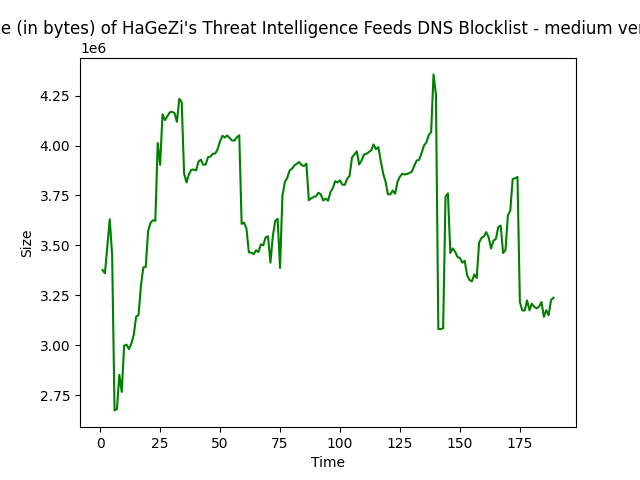 (in bytes) of HaGeZi's Threat Intelligence Feeds DNS Blocklist - medium
1e6
4.25
4.00
3.75
3.50
3.25
3.00
2.75
Size
0 25 50 75 100 125 150 175
Time